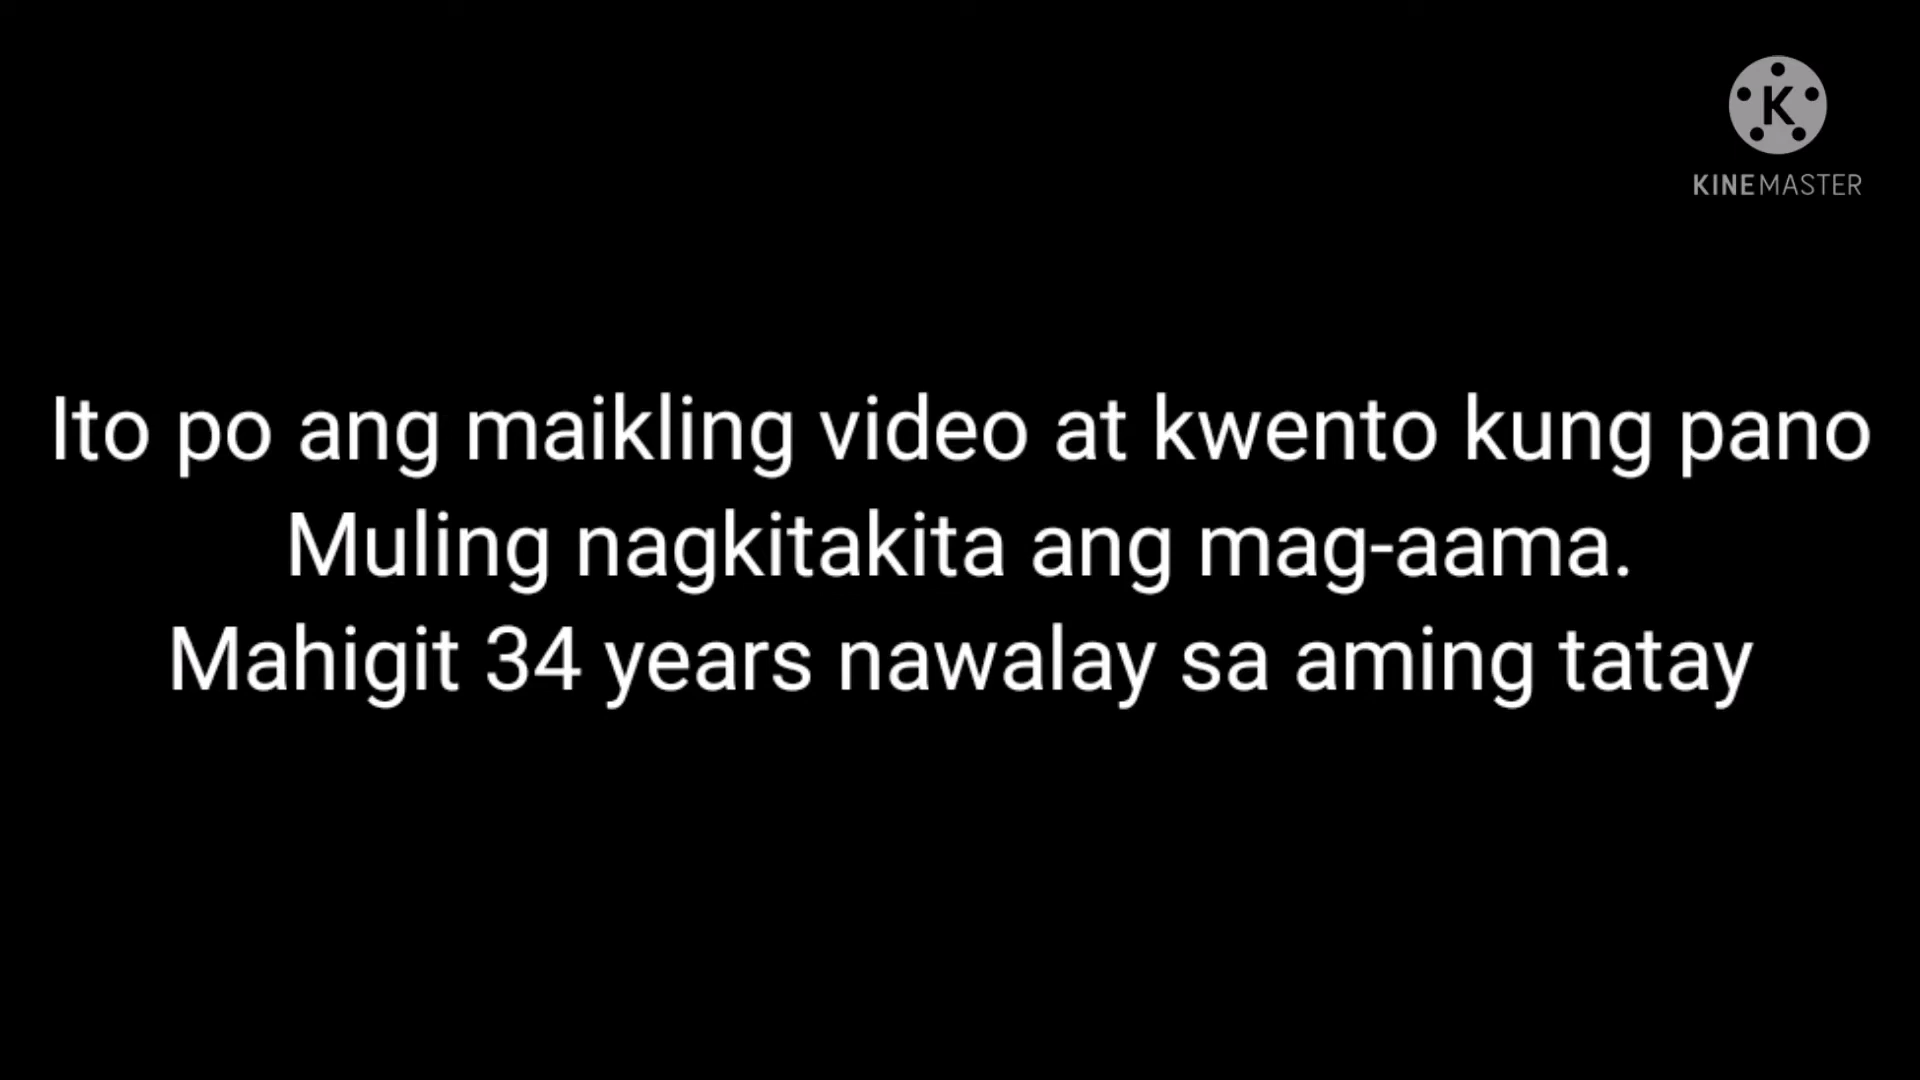 KINEMASTER
Ito po ang maikling video at kwento kung pano
Muling nagkitakita ang mag-aama.
Mahigit 34 years nawalay sa aming tatay